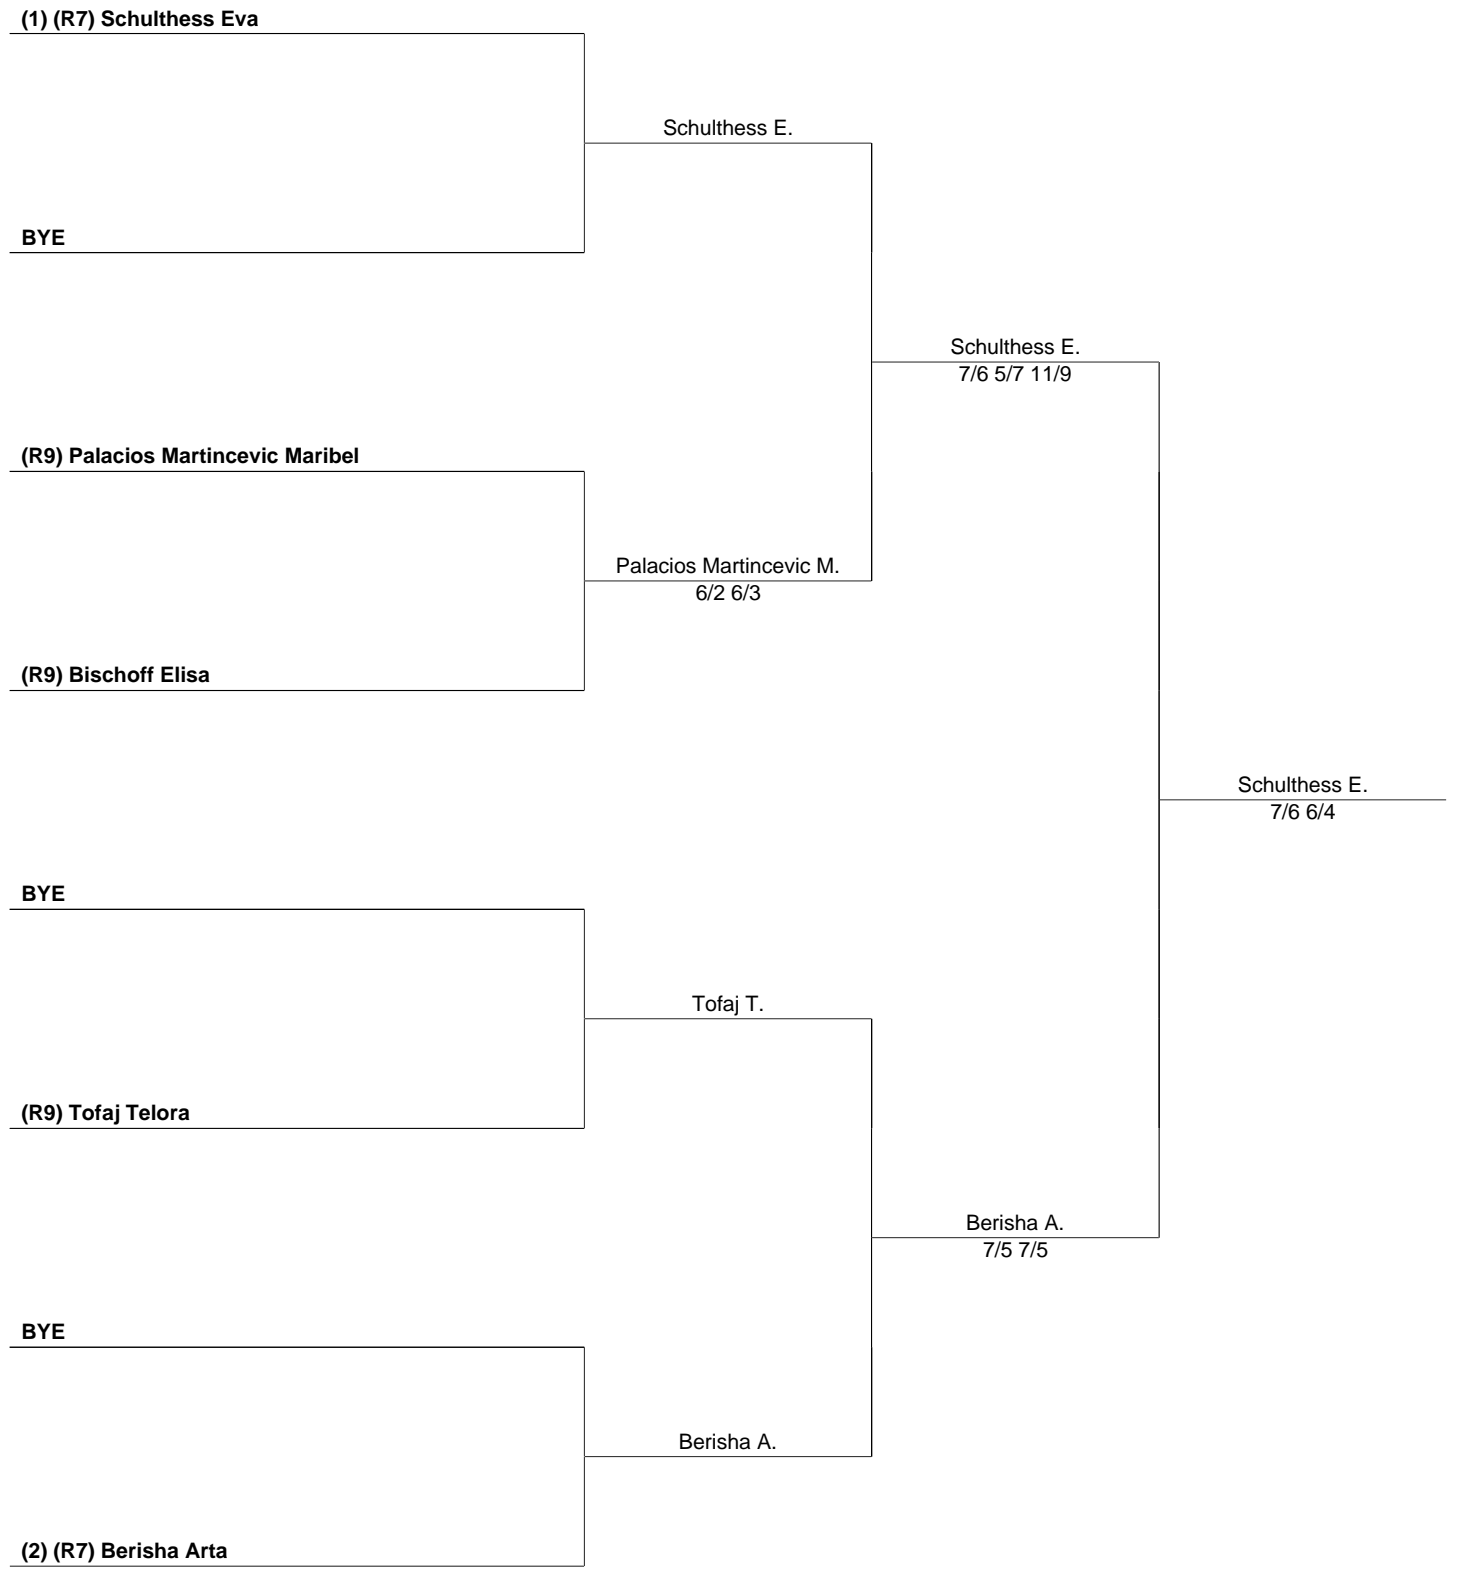 (1) (R7) Schulthess Eva
Schulthess E.
BYE
Schulthess E.
7/6 5/7 11/9
(R9) Palacios Martincevic Maribel
Palacios Martincevic M.
6/2 6/3
(R9) Bischoff Elisa
Schulthess E.
7/6 6/4
BYE
Tofaj T.
(R9) Tofaj Telora
Berisha A.
7/5 7/5
BYE
Berisha A.
(2) (R7) Berisha Arta